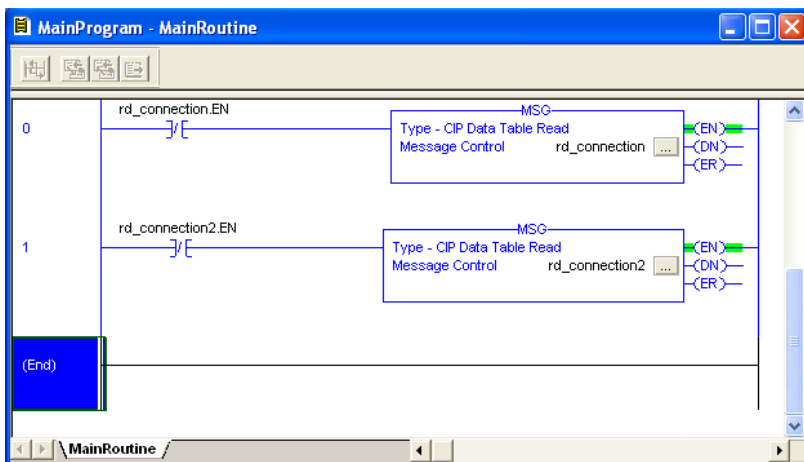 MainProgram - MainRoutine
rd_connection.EN
MSG
0
Type - CIP Data Table Read
(EN)
Message Control rd_connection ...
(DN)
(ER)
rd_connection2.EN
MSG
1
Type - CIP Data Table Read
(EN)
Message Control rd_connection2 ...
(DN)
(ER)
(End)
MainRoutine